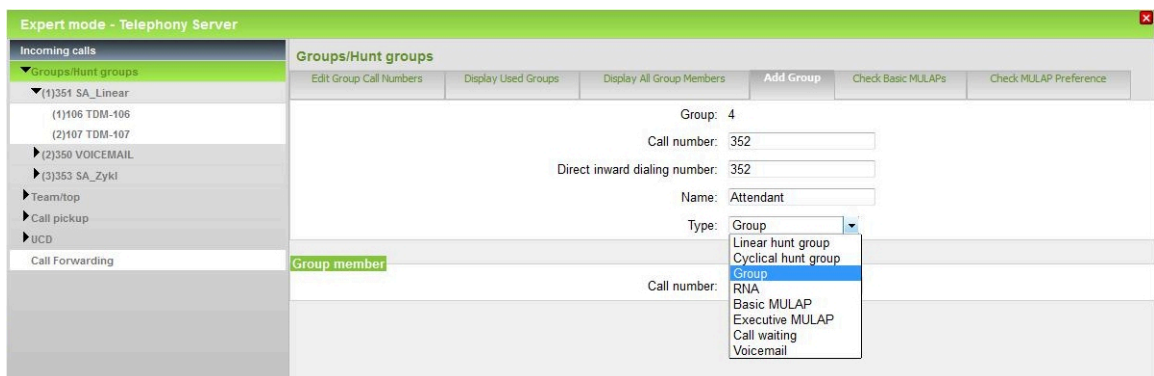 Expert mode - Telephony Server
Incoming calls
Groups/Hunt groups
(1)351 SA_Linear
(1)106 TDM-106
(2)107 TDM-107
(2)350 VOICEMAIL
(3)353 SA_Zykl
Team/top
Call pickup
UCD
Call Forwarding
Groups/Hunt groups
Edit Group Call Numbers Display Used Groups Display All Group Members Add Group Check Basic MULAPs Check MULAP Preference
Group: 4
Call number: 352
Direct inward dialing number: 352
Name: Attendant
Type: Group
Linear hunt group
Cyclical hunt group
Group
RNA
Basic MULAP
Executive MULAP
Call waiting
Voicemail
Group member
Call number: